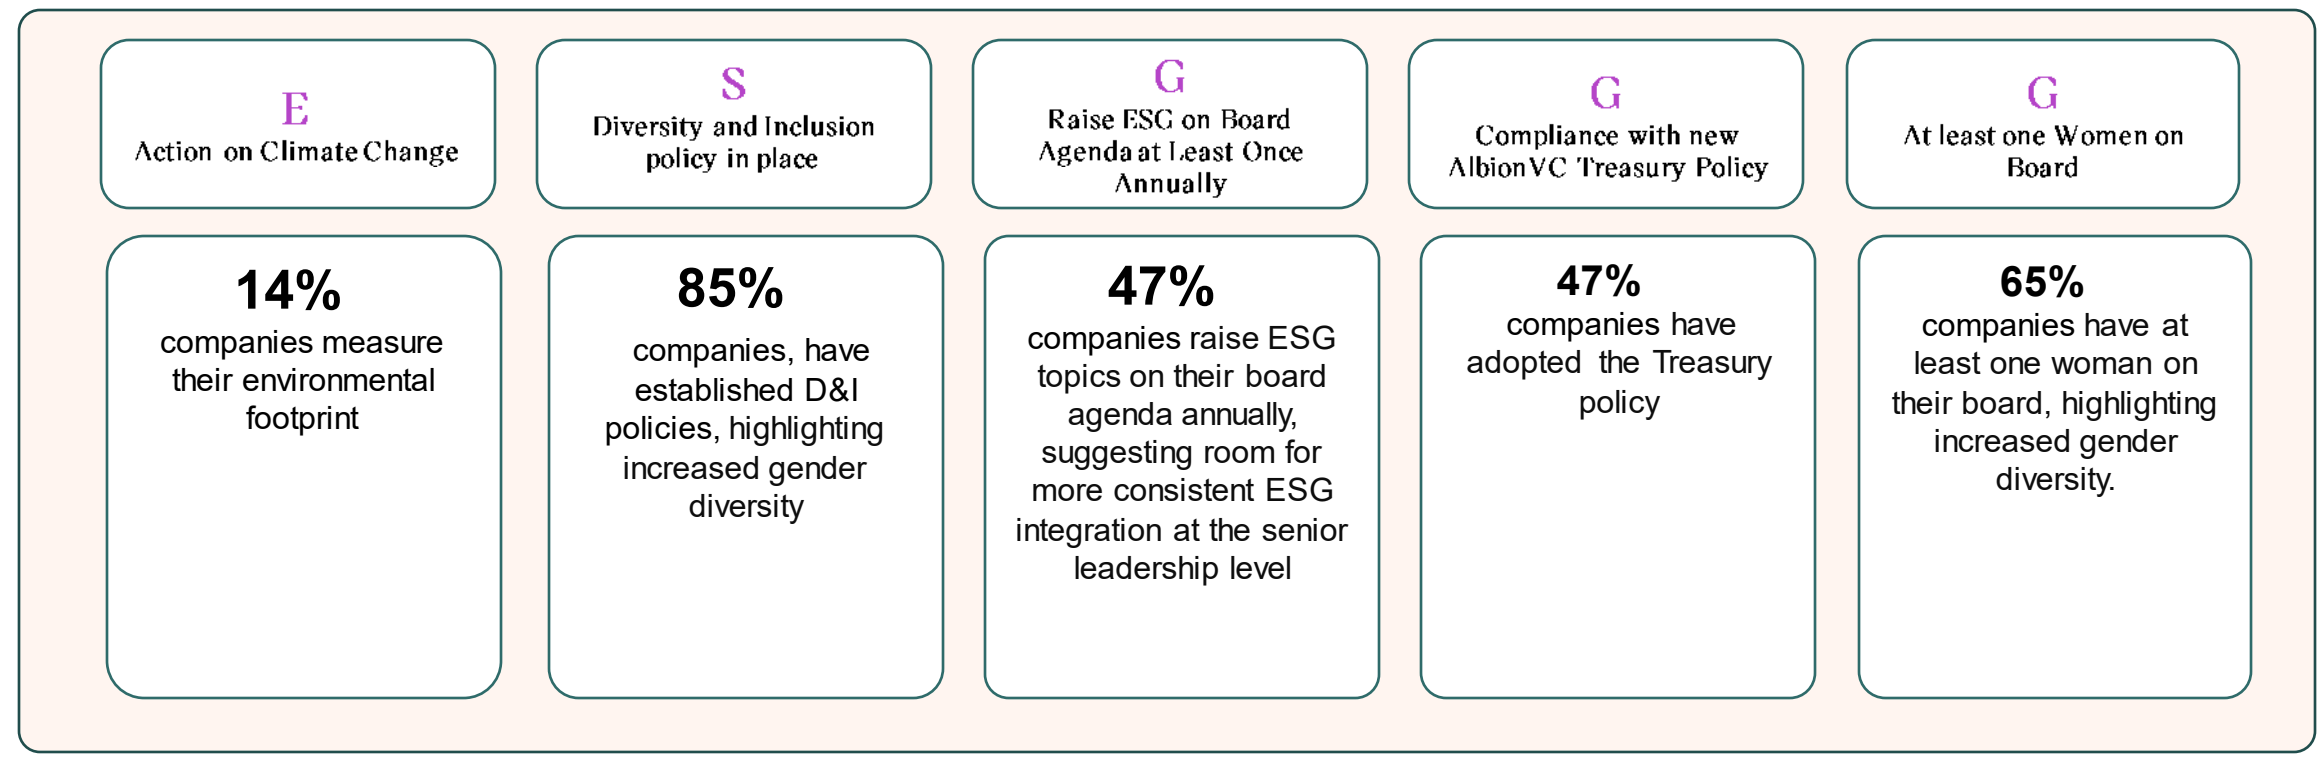 E
Action on Climate Change
S
Diversity and Inclusion
policy in place
G
Raise ESG on Board
Agenda at Least Once
Annually
G
Compliance with new
AlbionVC Treasury Policy
G
At least one Women on
Board
14%
companies measure
their environmental
footprint
85%
companies, have
established D&I
policies, highlighting
increased gender
diversity
47%
companies raise ESG
topics on their board
agenda annually,
suggesting room for
more consistent ESG
integration at the senior
leadership level
47%
companies have
adopted the Treasury
policy
65%
companies have at
least one woman on
their board, highlighting
increased gender
diversity.